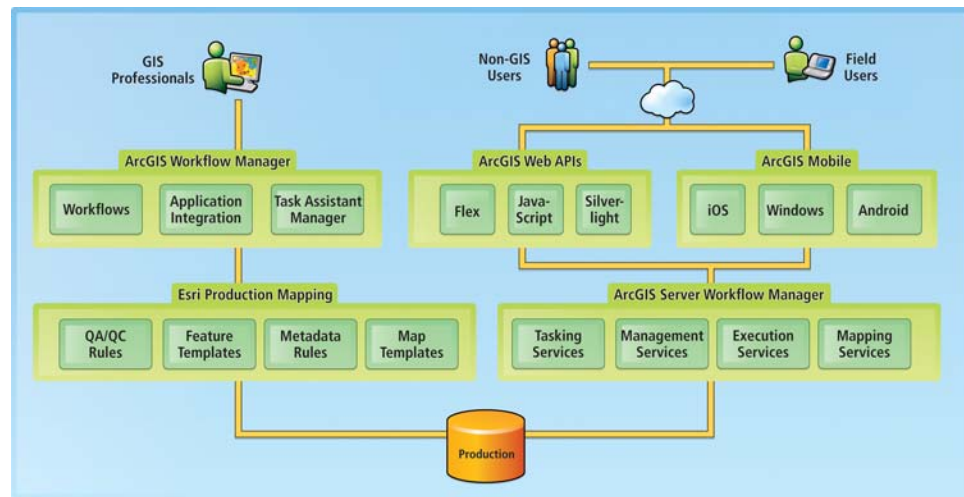 GIS
Professionals
Non-GIS
Users
Field
Users
ArcGIS Workflow Manager
Workflows
Application
Integration
Task Assistant
Manager
ArcGIS Web APIs
Flex
Java-
Script
Silver-
light
ArcGIS Mobile
iOS
Windows
Android
Esri Production Mapping
QA/QC
Rules
Feature
Templates
Metadata
Rules
Map
Templates
ArcGIS Server Workflow Manager
Tasking
Services
Management
Services
Execution
Services
Mapping
Services
Production